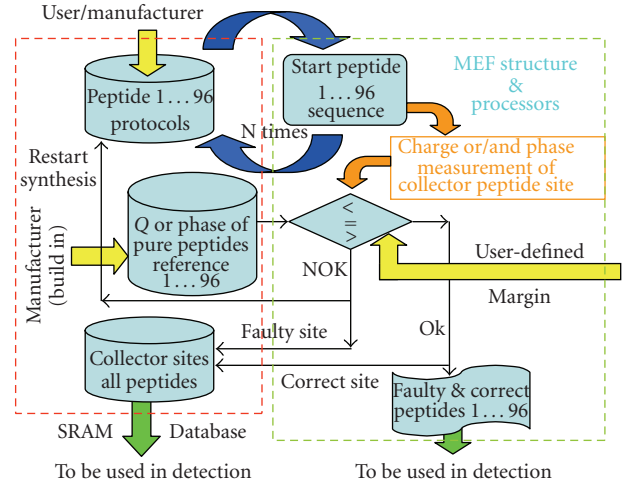 User/manufacturer
Peptide 1 . . . 96
protocols
Start peptide
1 . . . 96
sequence
MEF structure
&
processors
N times
Restart
synthesis
Charge or/and phase
measurement of
collector peptide site
Q or phase of
pure peptides
reference
1 . . . 96
<
=
>
Manufacturer
(build in)
NOK
User-defined
Margin
Ok
Faulty site
Collector sites
all peptides
Correct site
Faulty & correct
peptides 1 . . . 96
SRAM
Database
To be used in detection
To be used in detection